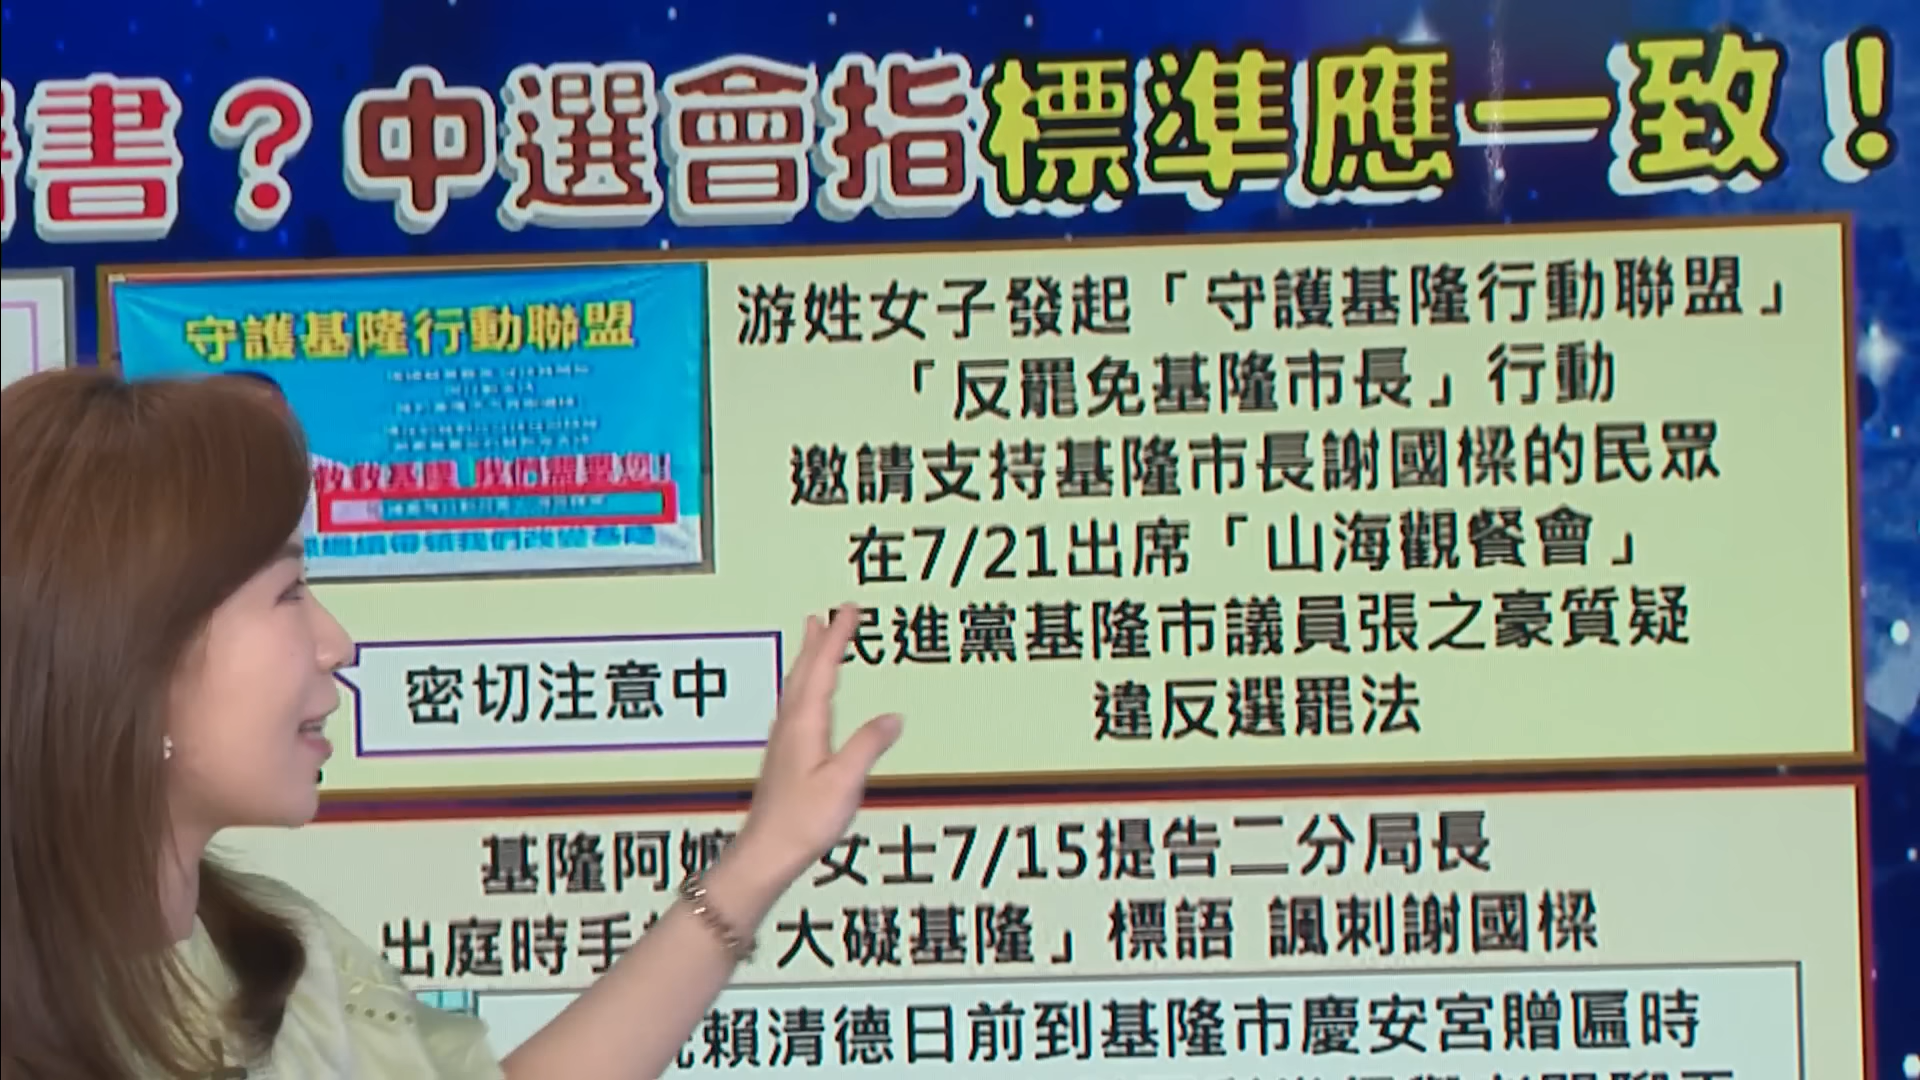 書？中選會指標準應一致！
守護基隆行動聯盟
游姓女子發起「守護基隆行動聯盟」
「反罷免基隆市長」行動
邀請支持基隆市長謝國樑的民眾
在7/21出席「山海觀餐會」
民進黨基隆市議員張之豪質疑
違反選罷法
密切注意中
基隆阿嬤 女士7/15提告二分局長
出庭時手 大礙基隆」標語 諷刺謝國樑
賴清德日前到基隆市慶安宮贈匾時